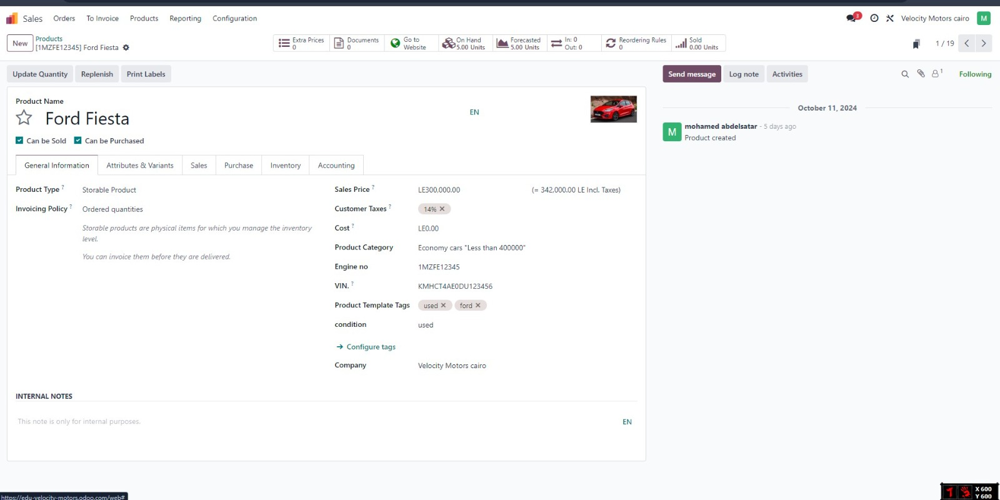 Sales Orders To Invoice Products Reporting Configuration 3 Velocity Motors cairo M
New Products
[1MZFE12345] Ford Fiesta
Extra Prices
0
Documents
0
Go to
Website
On Hand
5.00 Units
Forecasted
5.00 Units
In: 0
Out: 0
Reordering Rules
0
Sold
0.00 Units
1 / 19
Update Quantity Replenish Print Labels
Send message Log note Activities 1 Following
Product Name
Ford Fiesta EN
Can be Sold Can be Purchased
General Information Attributes & Variants Sales Purchase Inventory Accounting
Product Type ? Storable Product
Invoicing Policy ? Ordered quantities
Storable products are physical items for which you manage the inventory
level.
You can invoice them before they are delivered.
Sales Price ? LE300,000.00 (= 342,000.00 LE Incl. Taxes)
Customer Taxes ? 14% ✕
Cost ? LE0.00
Product Category Economy cars "Less than 400000"
Engine no 1MZFE12345
VIN. ? KMHCT4AE0DU123456
Product Template Tags used ✕ ford ✕
condition used
→ Configure tags
Company Velocity Motors cairo
INTERNAL NOTES
This note is only for internal purposes. EN
October 11, 2024
M mohamed abdelsatar - 5 days ago
Product created
https://edu-velocity-motors.odoo.com/web#
X 600
Y 600